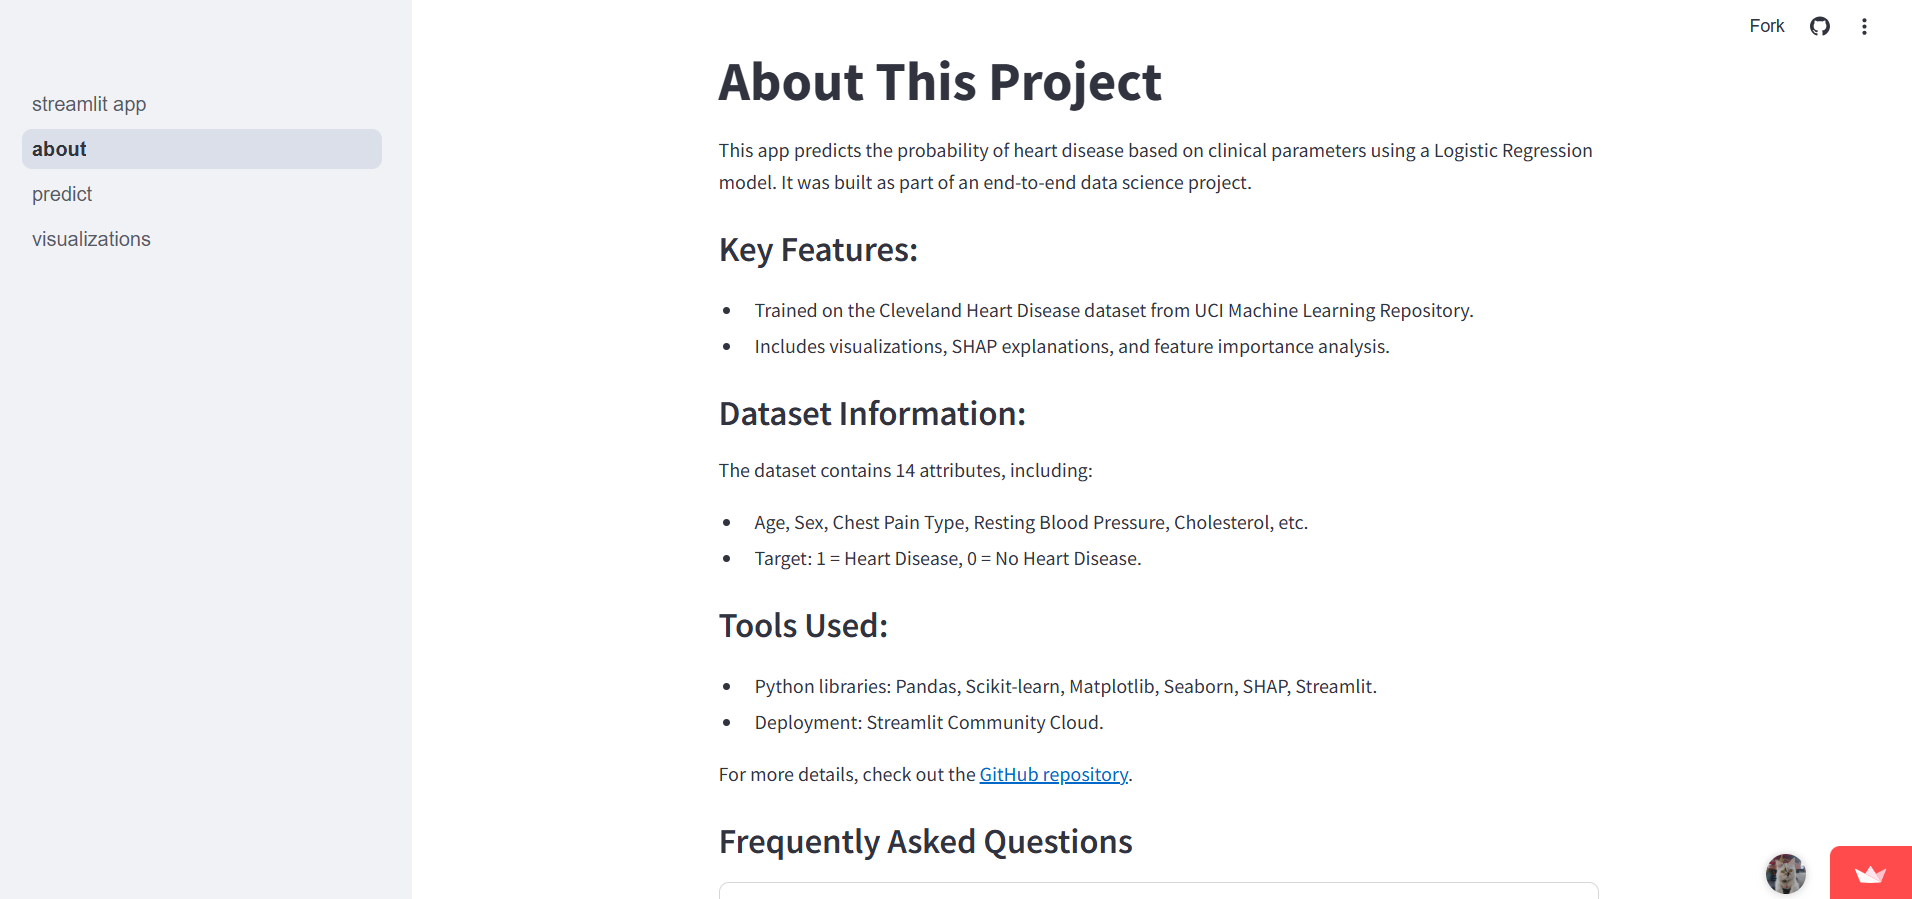 Fork
streamlit app
about
predict
visualizations
About This Project
This app predicts the probability of heart disease based on clinical parameters using a Logistic Regression
model. It was built as part of an end-to-end data science project.
Key Features:
Trained on the Cleveland Heart Disease dataset from UCI Machine Learning Repository.
Includes visualizations, SHAP explanations, and feature importance analysis.
Dataset Information:
The dataset contains 14 attributes, including:
Age, Sex, Chest Pain Type, Resting Blood Pressure, Cholesterol, etc.
Target: 1 = Heart Disease, 0 = No Heart Disease.
Tools Used:
Python libraries: Pandas, Scikit-learn, Matplotlib, Seaborn, SHAP, Streamlit.
Deployment: Streamlit Community Cloud.
For more details, check out the GitHub repository.
Frequently Asked Questions